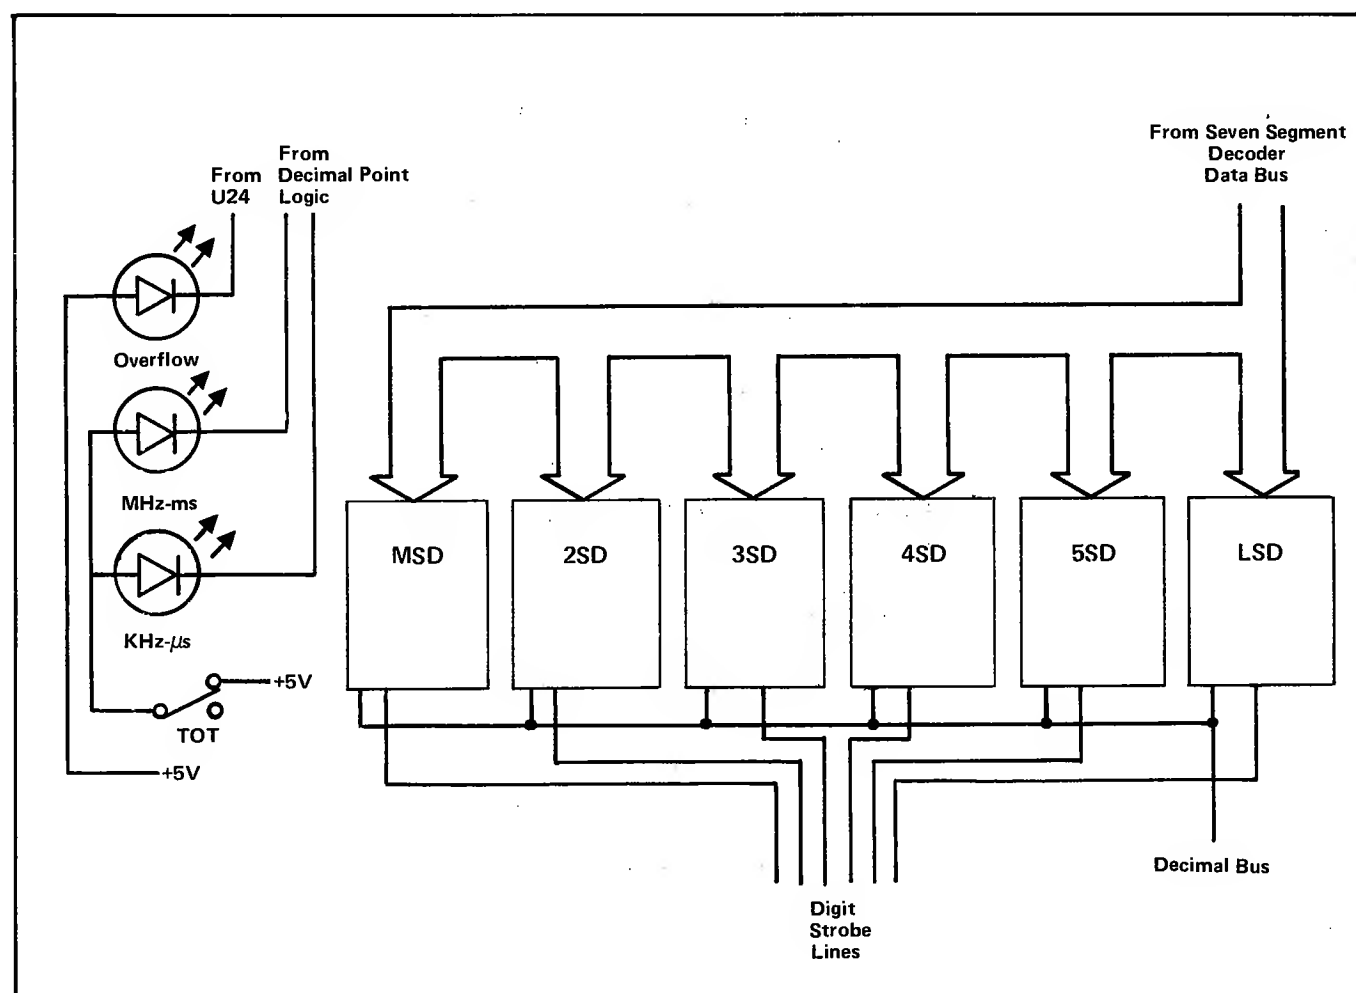 From
U24
From
Decimal Point
Logic
From Seven Segment
Decoder
Data Bus
Overflow
MHz-ms
KHz-µs
+5V
TOT
+5V
MSD
2SD
3SD
4SD
5SD
LSD
Decimal Bus
Digit
Strobe
Lines